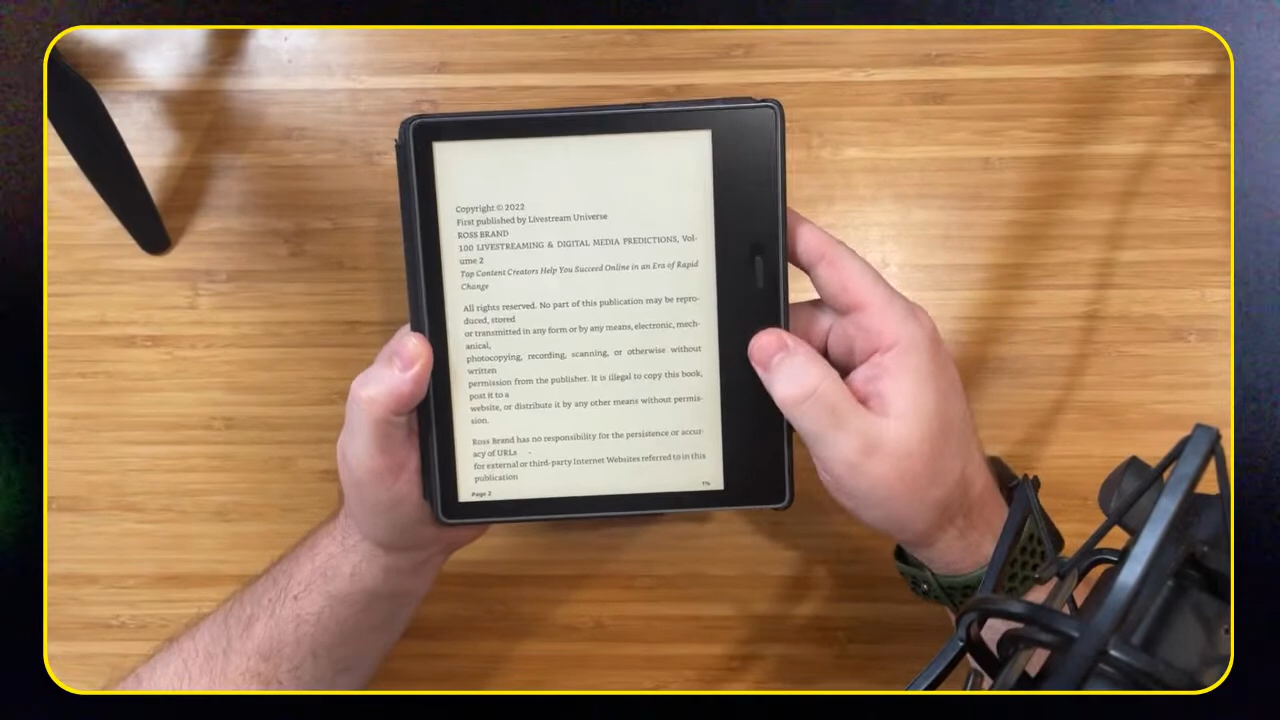 Copyright © 2022
First published by Livestream Universe
ROSS BRAND
100 LIVESTREAMING & DIGITAL MEDIA PREDICTIONS, Vol-
ume 2
Top Content Creators Help You Succeed Online in an Era of Rapid
Change
All rights reserved. No part of this publication may be repro-
duced, stored
or transmitted in any form or by any means, electronic, mech-
anical,
photocopying, recording, scanning, or otherwise without
written
permission from the publisher. It is illegal to copy this book,
post it to a
website, or distribute it by any other means without permis-
sion.
Ross Brand has no responsibility for the persistence or accur-
acy of URLs
for external or third-party Internet Websites referred to in this
publication
Page 2
1%